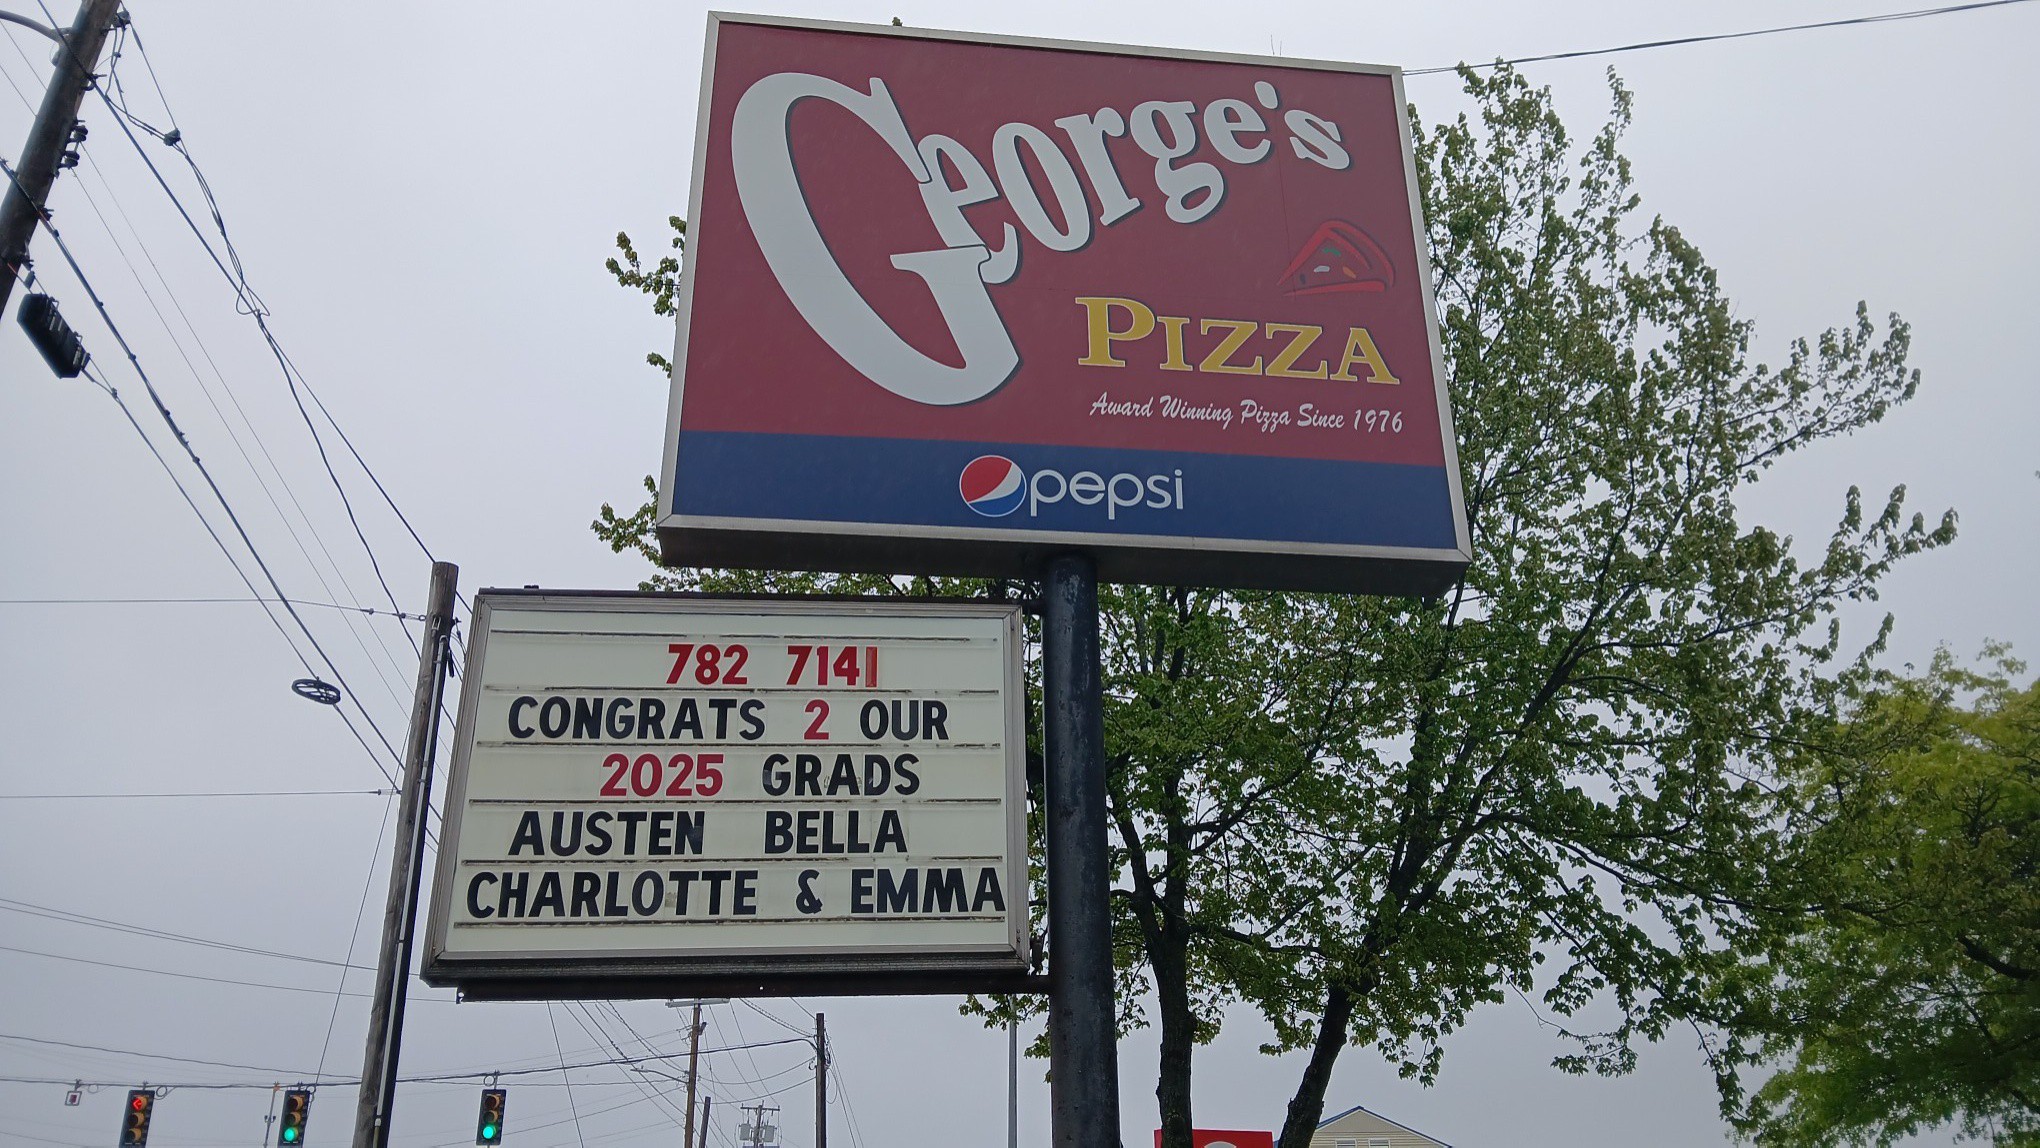 George's
PIZZA
Award Winning Pizza Since 1976
pepsi
782 7141
CONGRATS 2 OUR
2025 GRADS
AUSTEN BELLA
CHARLOTTE & EMMA